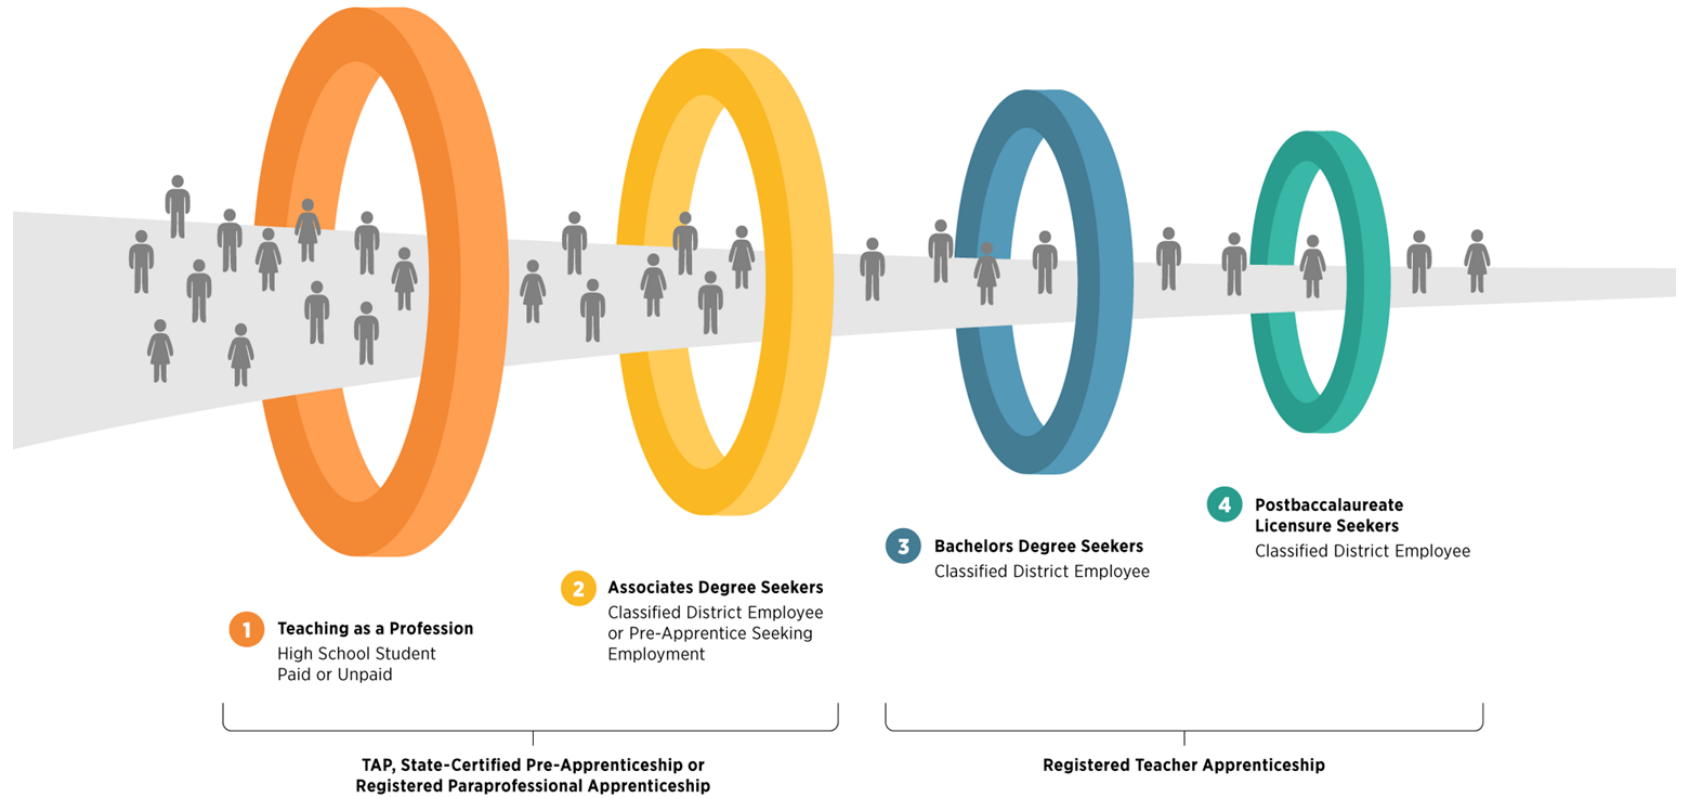 1
Teaching as a Profession
High School Student
Paid or Unpaid
2
Associates Degree Seekers
Classified District Employee
or Pre-Apprentice Seeking
Employment
3
Bachelors Degree Seekers
Classified District Employee
4
Postbaccalaureate
Licensure Seekers
Classified District Employee
TAP, State-Certified Pre-Apprenticeship or
Registered Paraprofessional Apprenticeship
Registered Teacher Apprenticeship